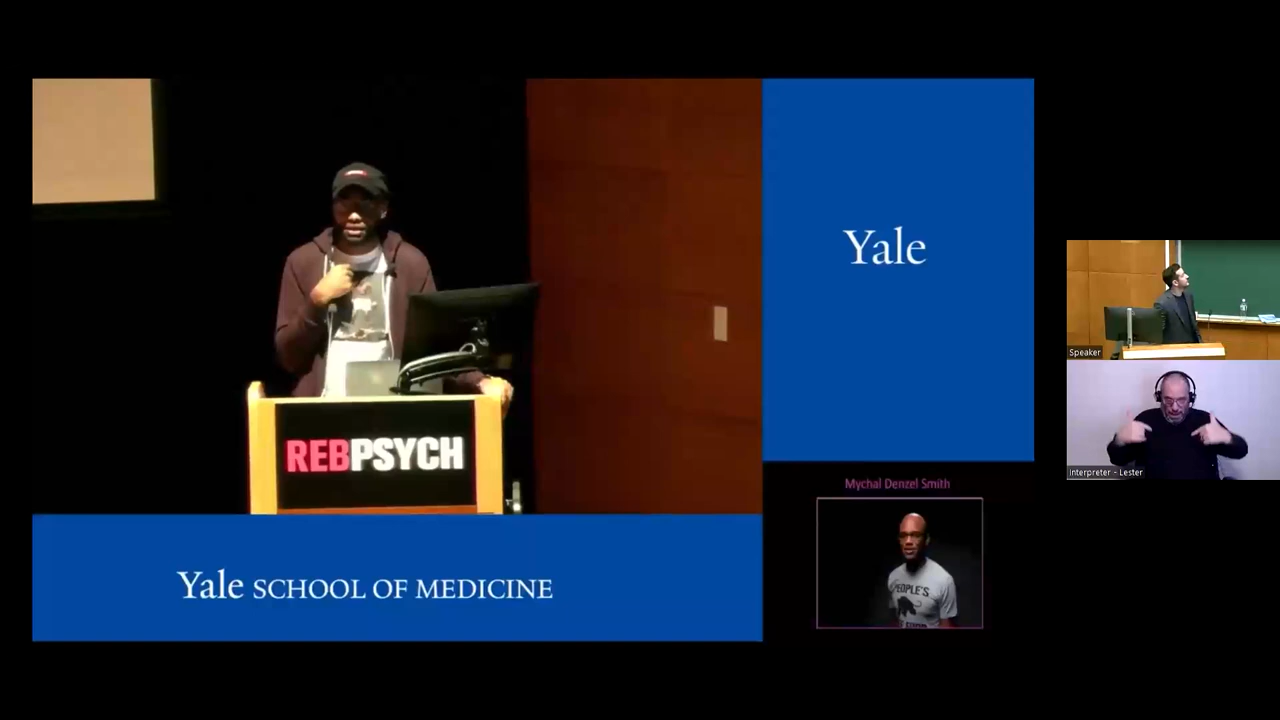 REBPSYCH
Yale SCHOOL OF MEDICINE
Yale
Mychal Denzel Smith
PEOPLE'S
Speaker
Interpreter - Lester